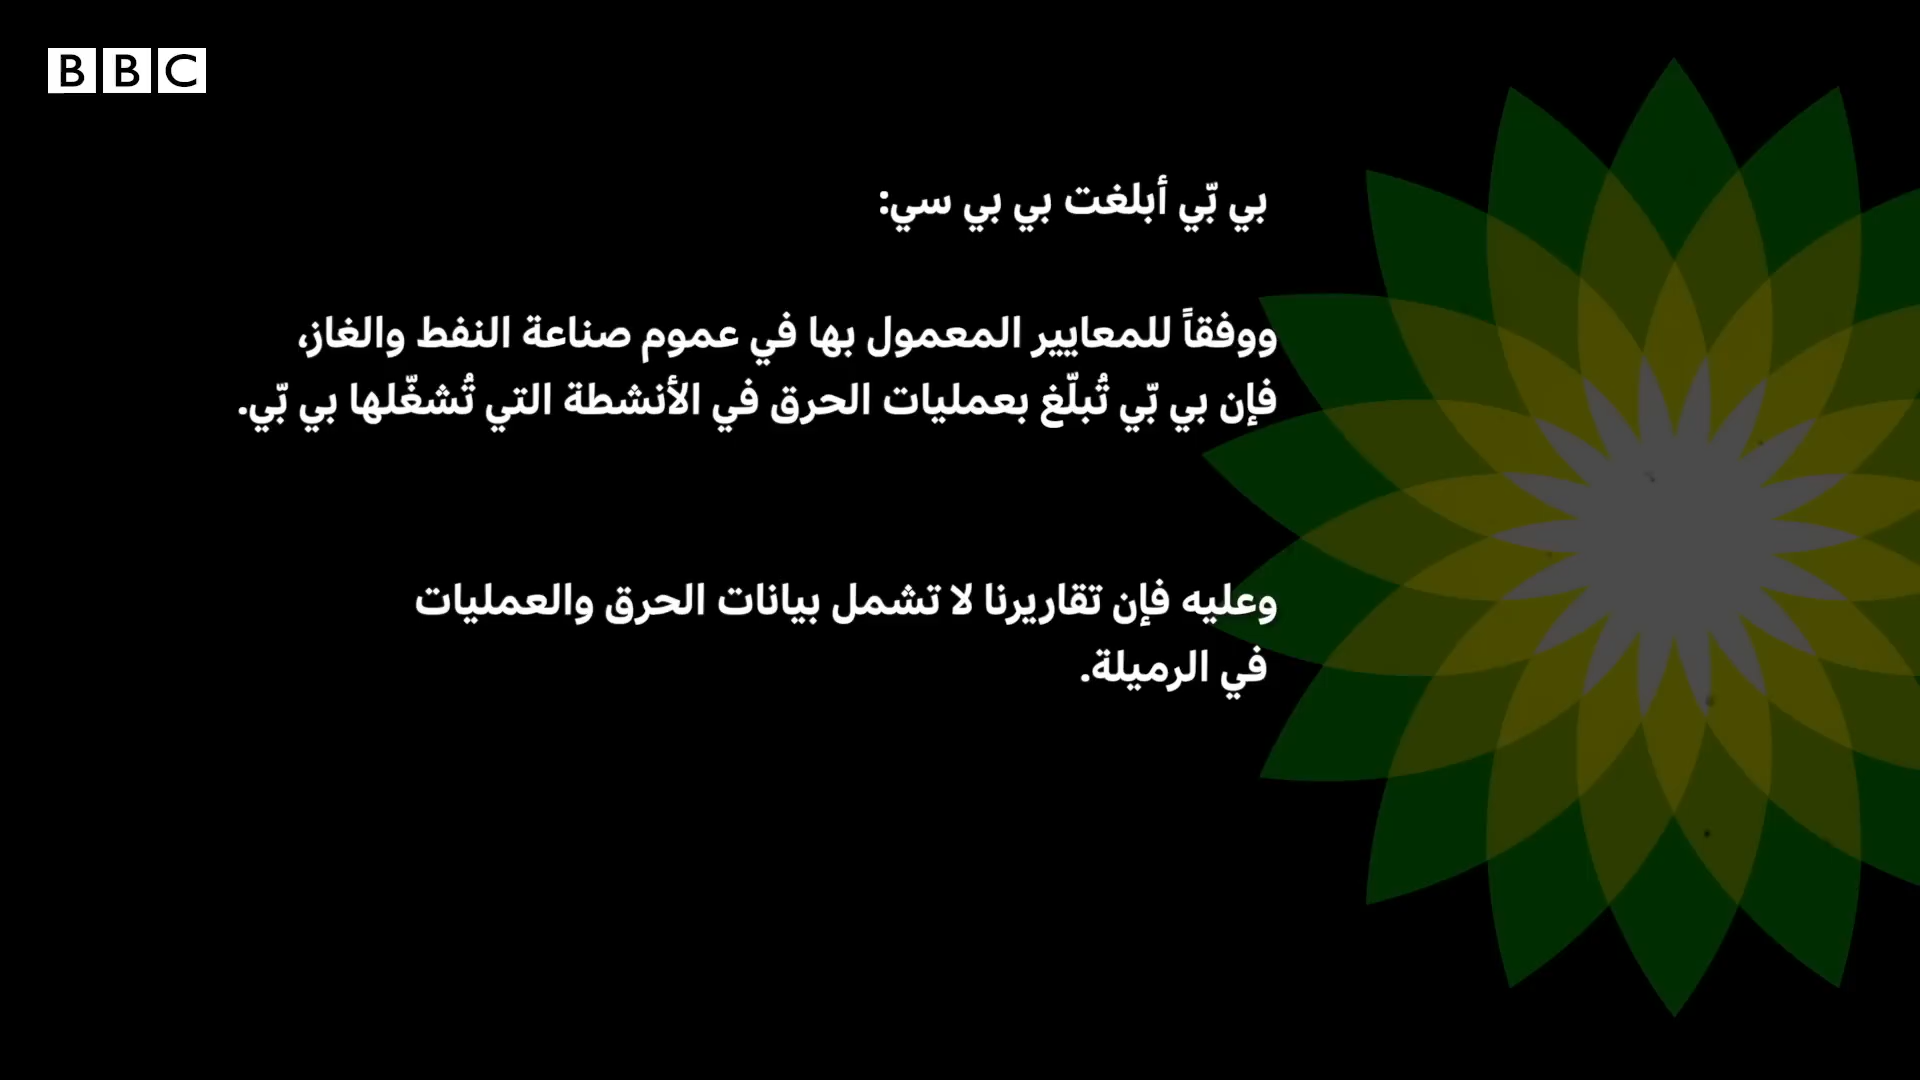 BBC
بي بّي أبلغت بي بي سي:
ووفقاً للمعايير المعمول بها في عموم صناعة النفط والغاز،
فإن بي بّي تُبلّغ بعمليات الحرق في الأنشطة التي تُشغّلها بي بّي.
وعليه فإن تقاريرنا لا تشمل بيانات الحرق والعمليات
في الرميلة.